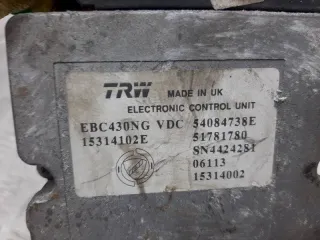 TRW MADE IN UK
ELECTRONIC CONTROL UNIT
EBC430NG VDC 54084738E
15314102E 51781780
SN4424281
06113
15314002